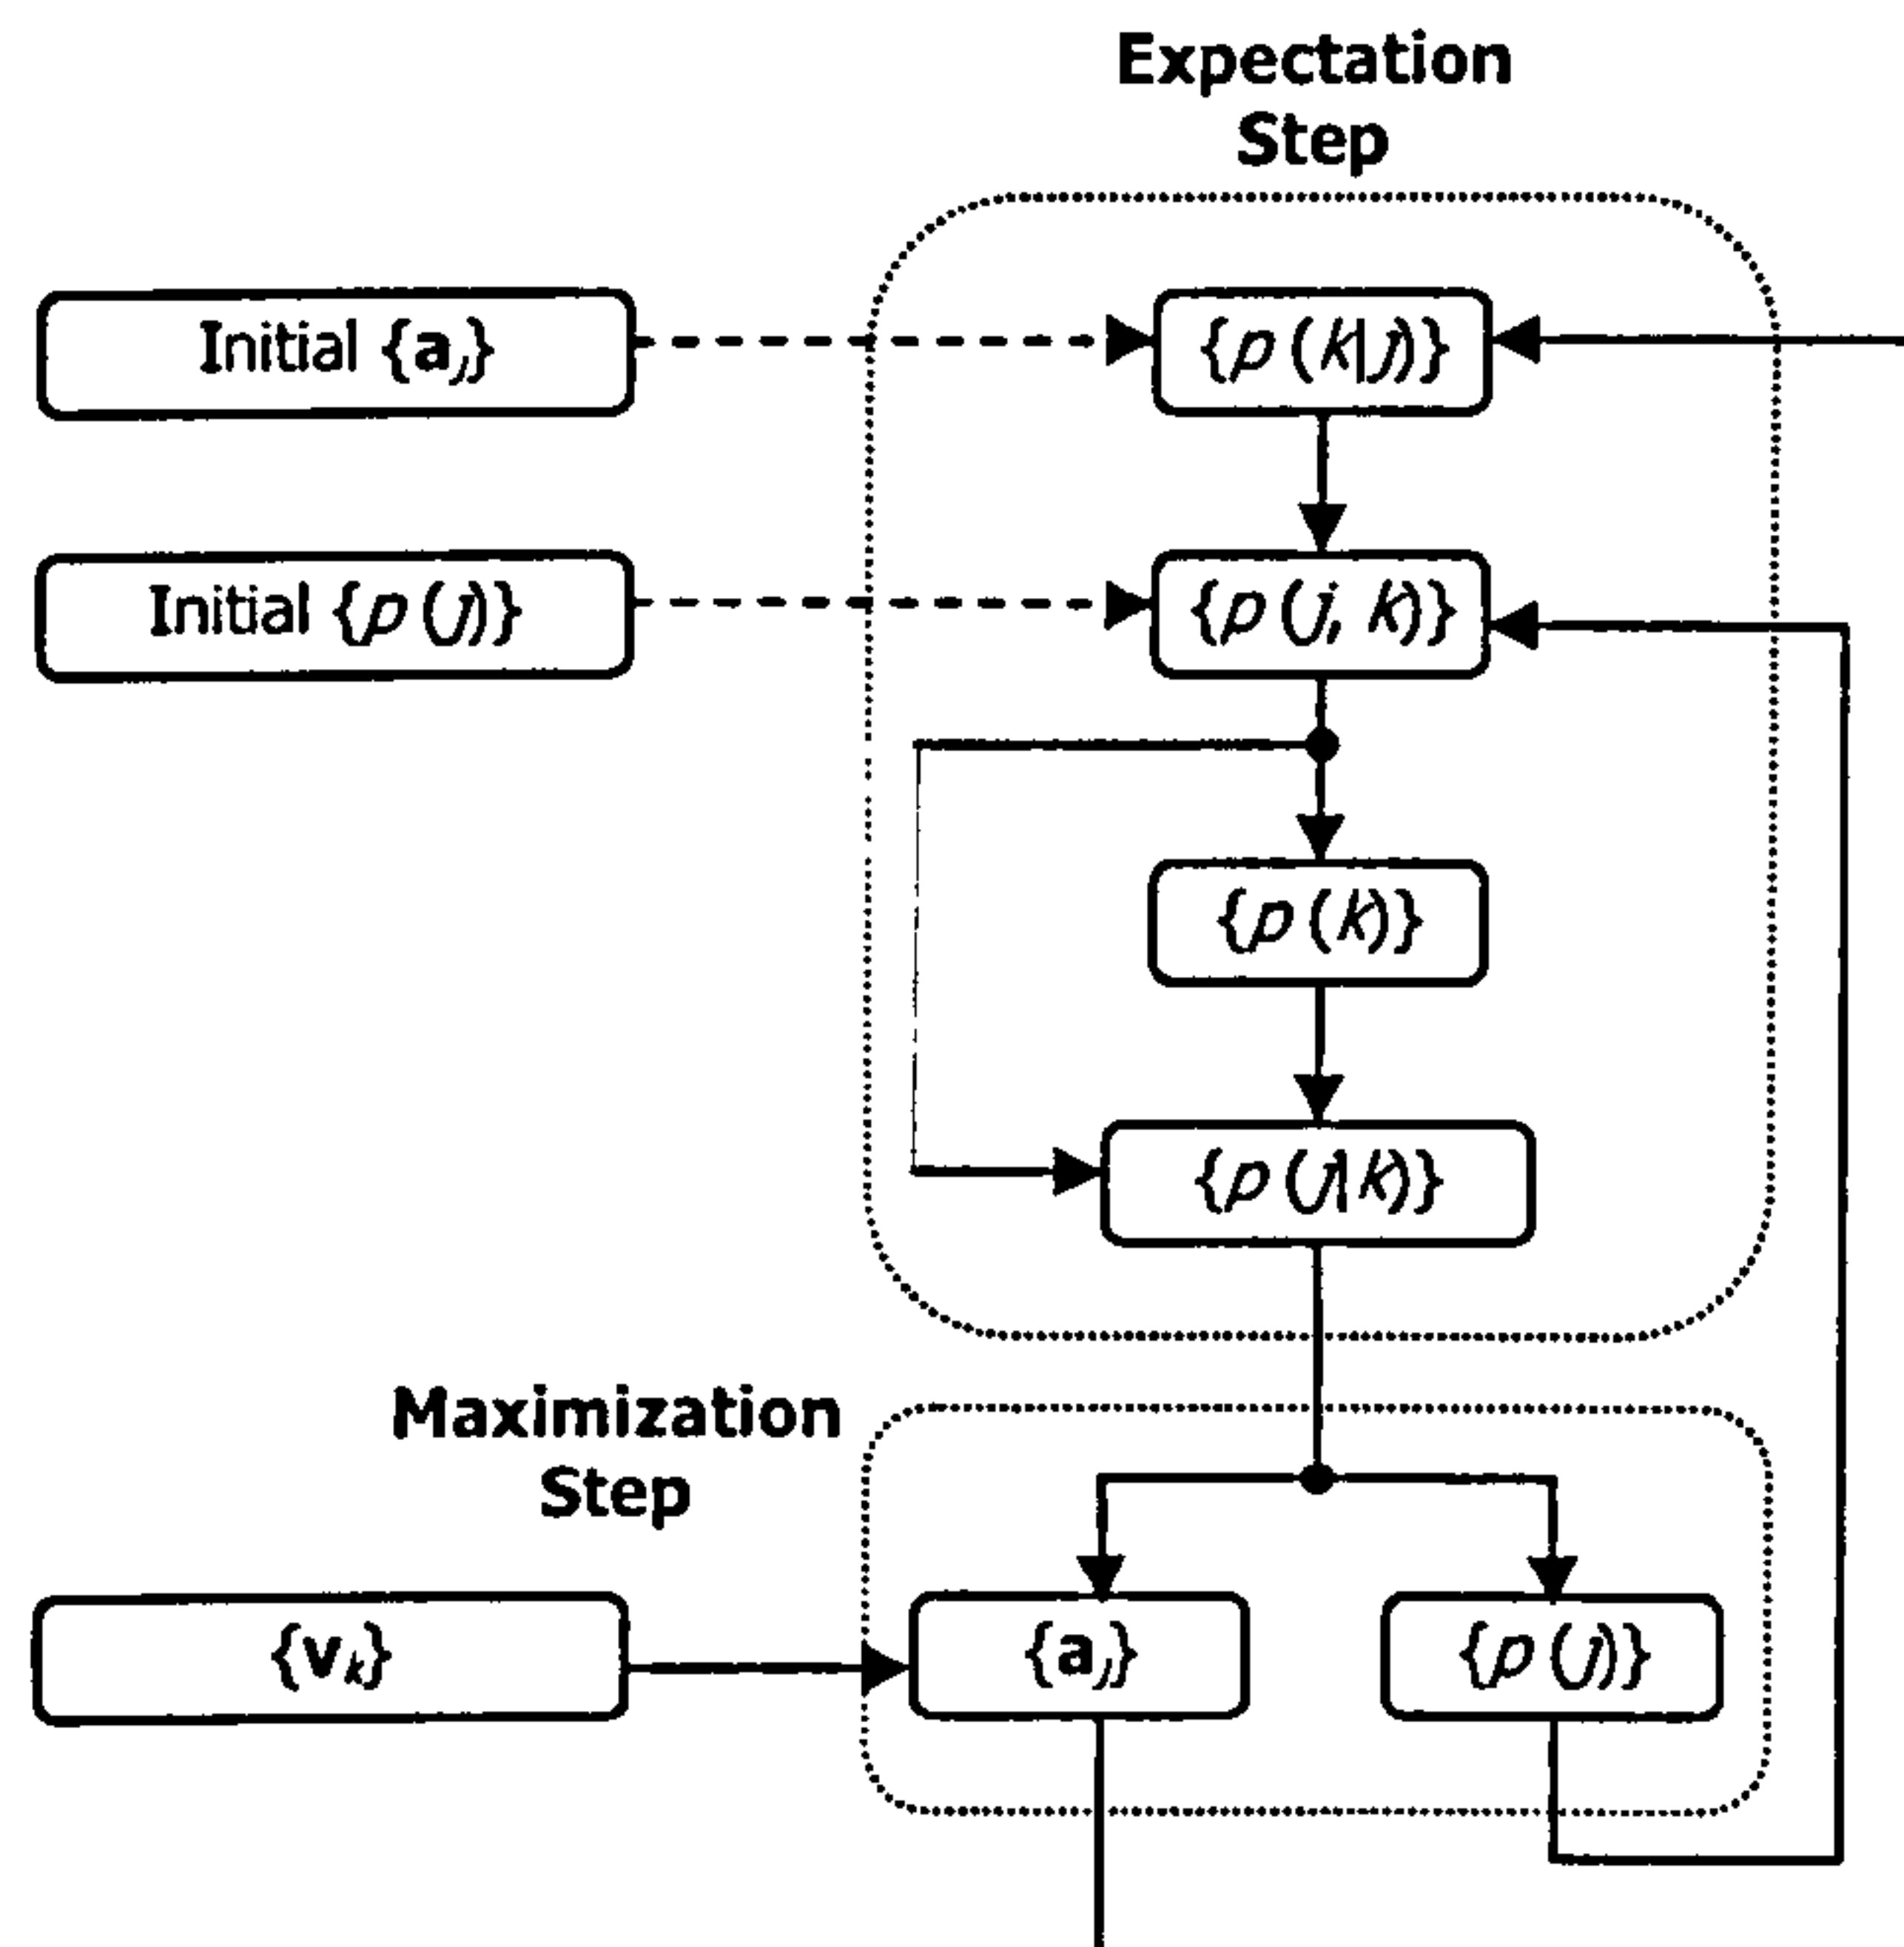 Expectation
Step
Initial {aj}
{p (k|j)}
Initial {p (j)}
{p (j, k)}
{p (k)}
{p (j|k)}
Maximization
Step
{vk}
{aj}
{p (j)}